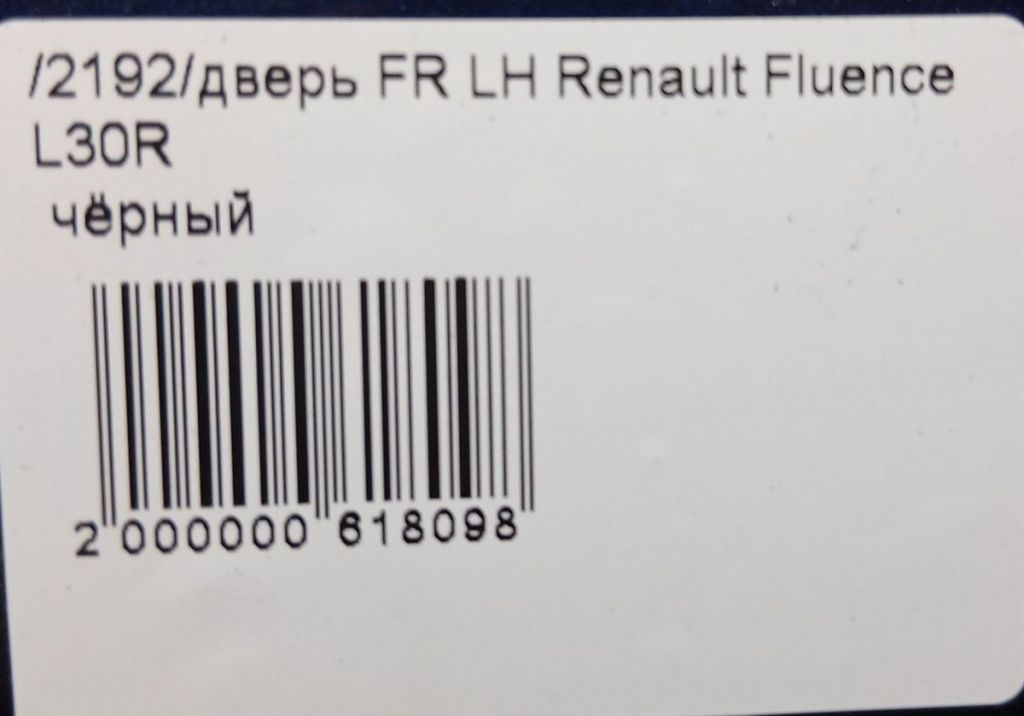 /2192/дверь FR LH Renault Fluence
L30R
чёрный
2 000000 618098